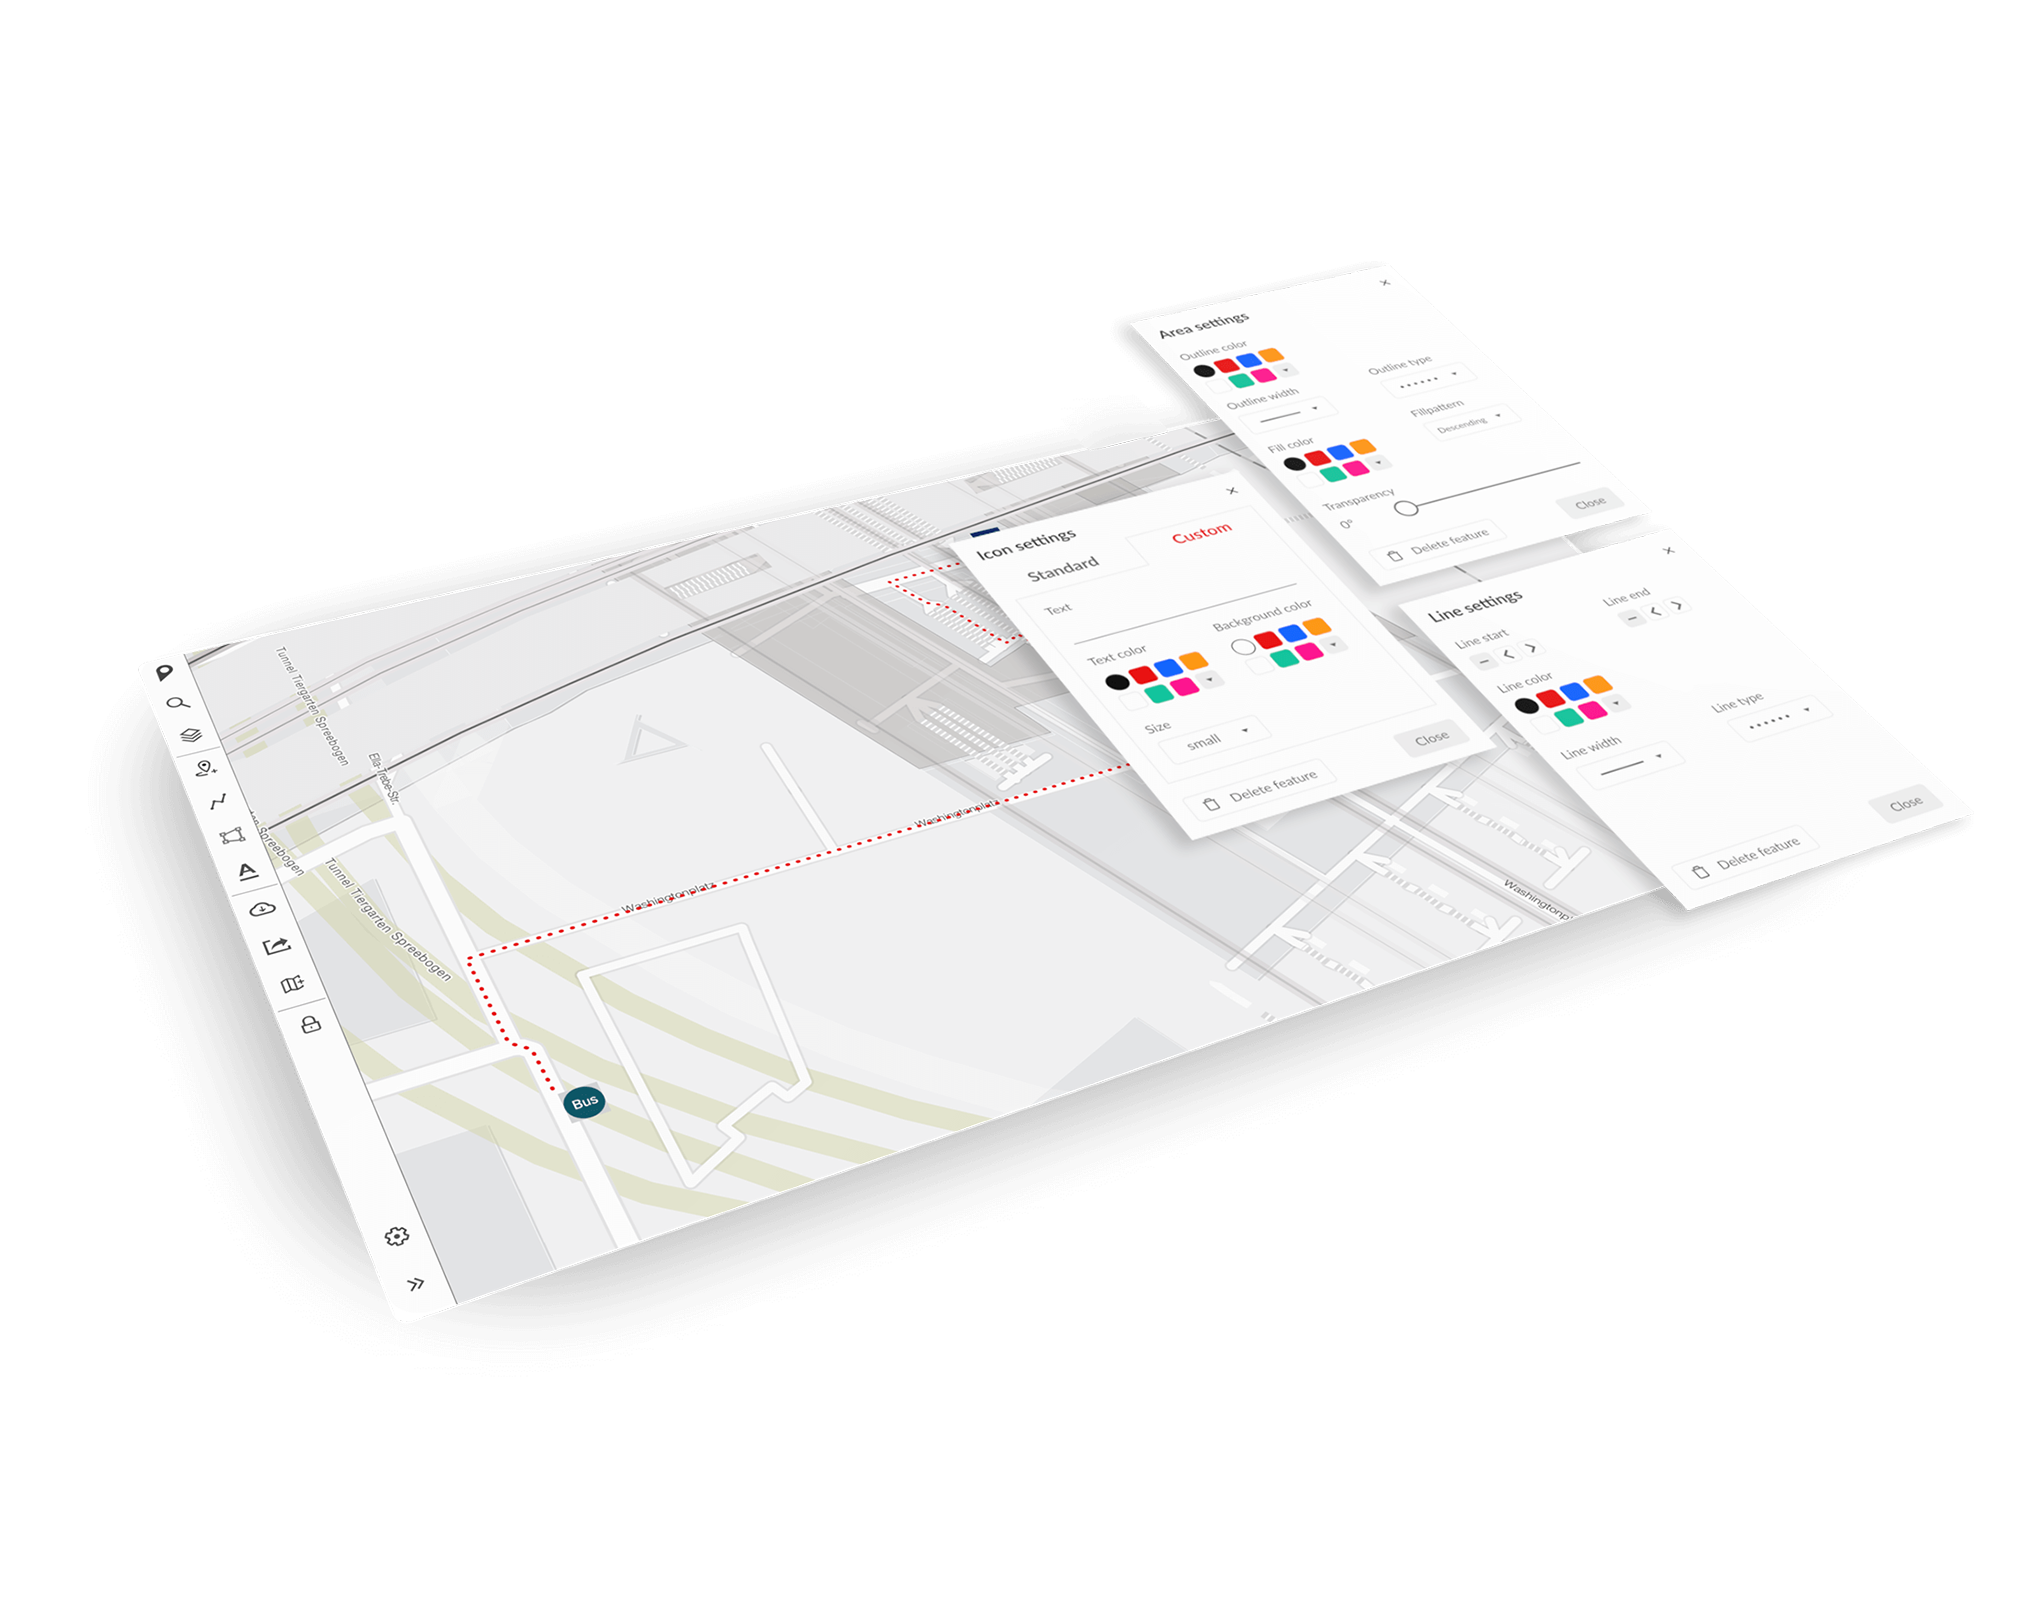 Area settings
Outline color
Outline type
Outline width
Fillpattern
Descending
Fill color
Transparency
0°
Close
Delete feature
Icon settings
Standard
Custom
Text
Text color
Background color
Size
small
Close
Delete feature
Line settings
Line start
Line end
Line color
Line type
Line width
Close
Delete feature
Tunnel Tiergarten Spreebogen
Ella-Trebe-Str.
Spreebogen
Tunnel Tiergarten Spreebogen
Washingtonplatz
Washingtonplatz
Washingtonpl
Bus
A